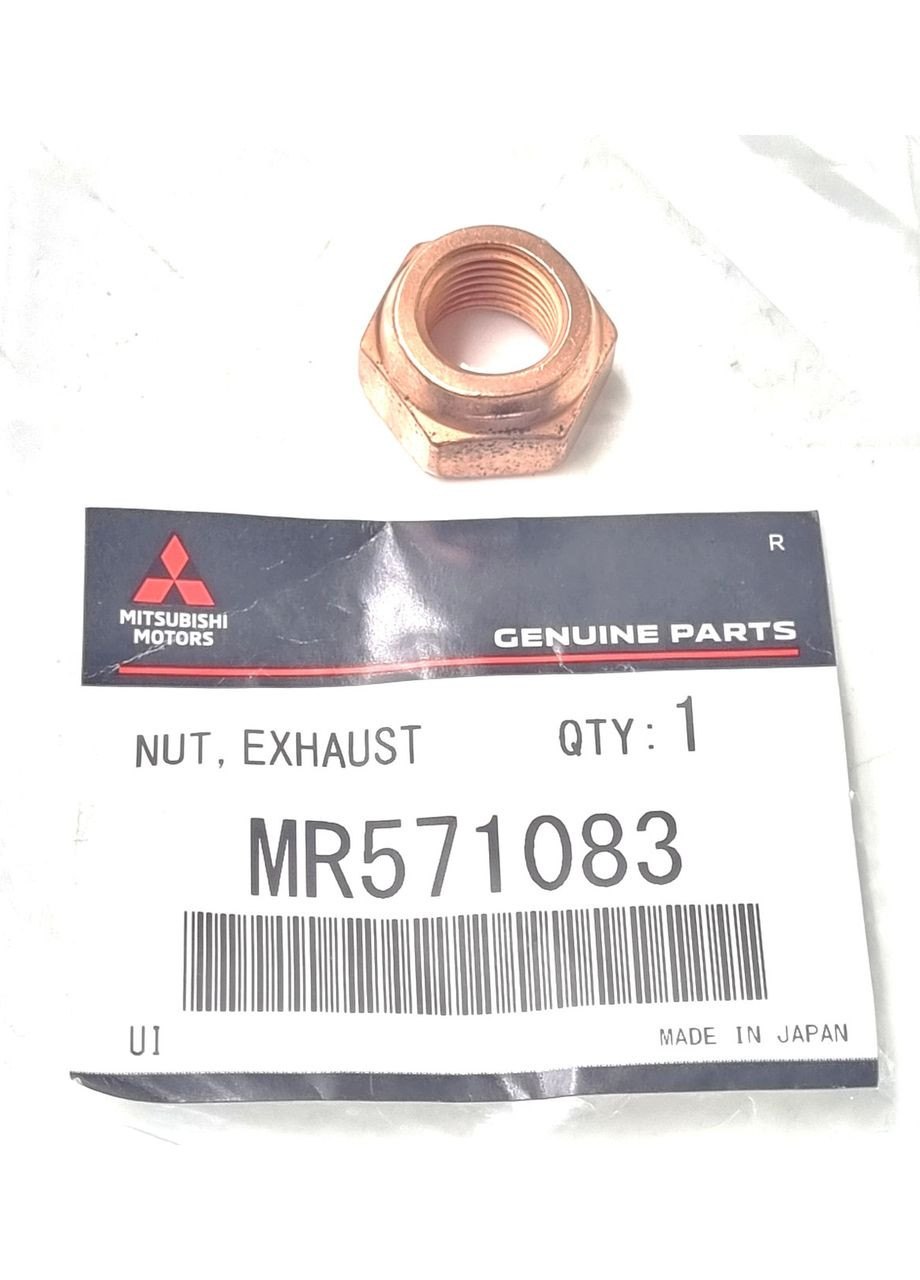 R
MITSUBISHI
MOTORS
GENUINE PARTS
NUT, EXHAUST QTY: 1
MR571083
UI MADE IN JAPAN